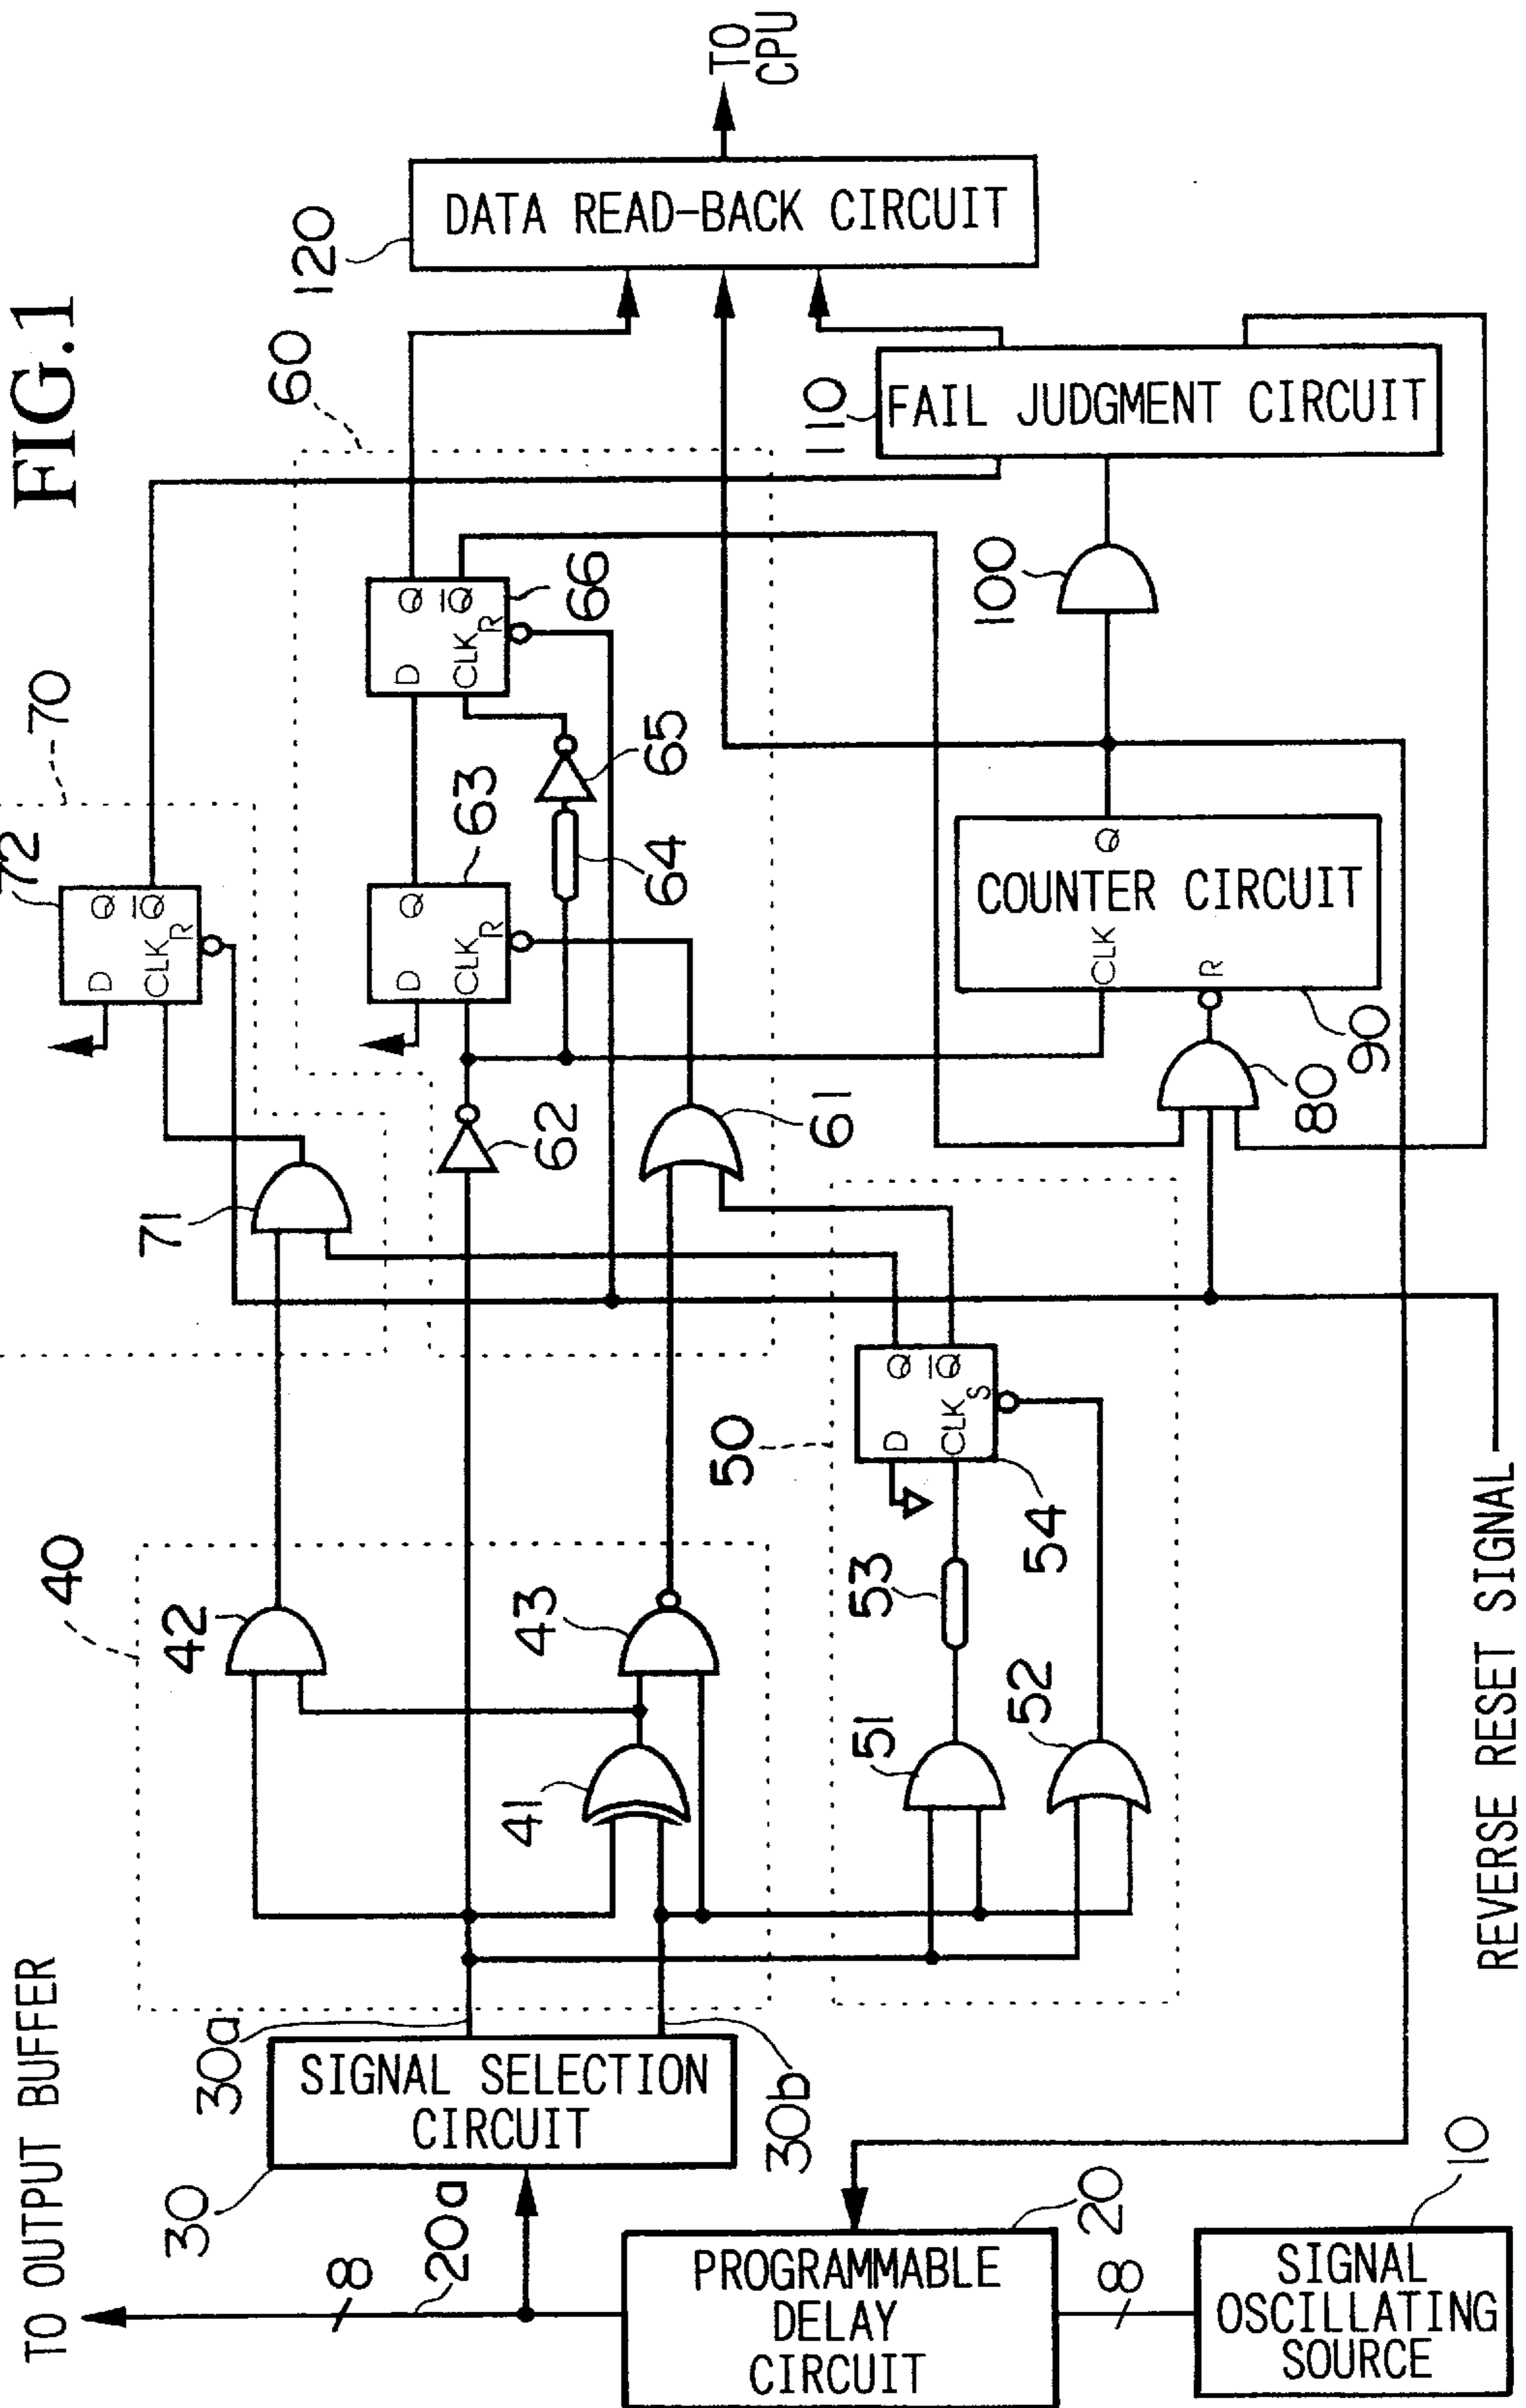 FIG.1
TO OUTPUT BUFFER
8
20a
30
SIGNAL SELECTION
CIRCUIT
30a
30b
PROGRAMMABLE
DELAY
CIRCUIT
20
8
SIGNAL
OSCILLATING
SOURCE
10
40
41
42
43
50
51
52
53
54
D
CLK
S
Q
Q
60
61
62
63
D
CLK
R
Q
64
65
66
D
CLK
R
Q
Q
70
71
72
D
CLK
R
Q
Q
80
COUNTER CIRCUIT
CLK
R
Q
90
100
FAIL JUDGMENT CIRCUIT
110
DATA READ-BACK CIRCUIT
120
TO
CPU
REVERSE RESET SIGNAL